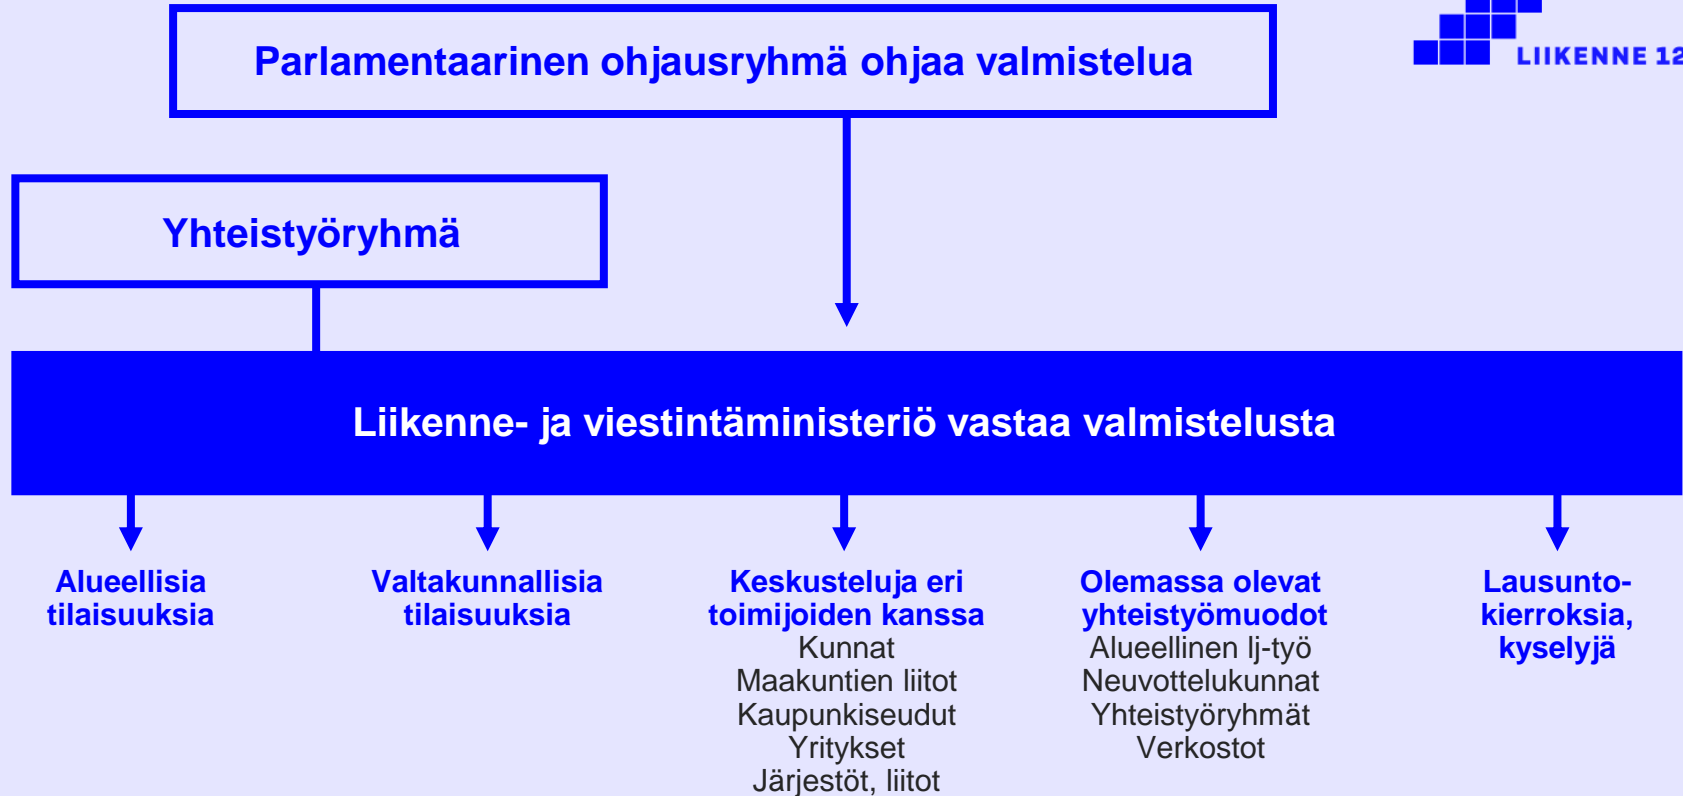 LIIKENNE 12
Parlamentaarinen ohjausryhmä ohjaa valmistelua
Yhteistyöryhmä
Liikenne- ja viestintäministeriö vastaa valmistelusta
Alueellisia
tilaisuuksia
Valtakunnallisia
tilaisuuksia
Keskusteluja eri
toimijoiden kanssa
Kunnat
Maakuntien liitot
Kaupunkiseudut
Yritykset
Järjestöt, liitot
Olemassa olevat
yhteistyömuodot
Alueellinen lj-työ
Neuvottelukunnat
Yhteistyöryhmät
Verkostot
Lausunto-
kierroksia,
kyselyjä